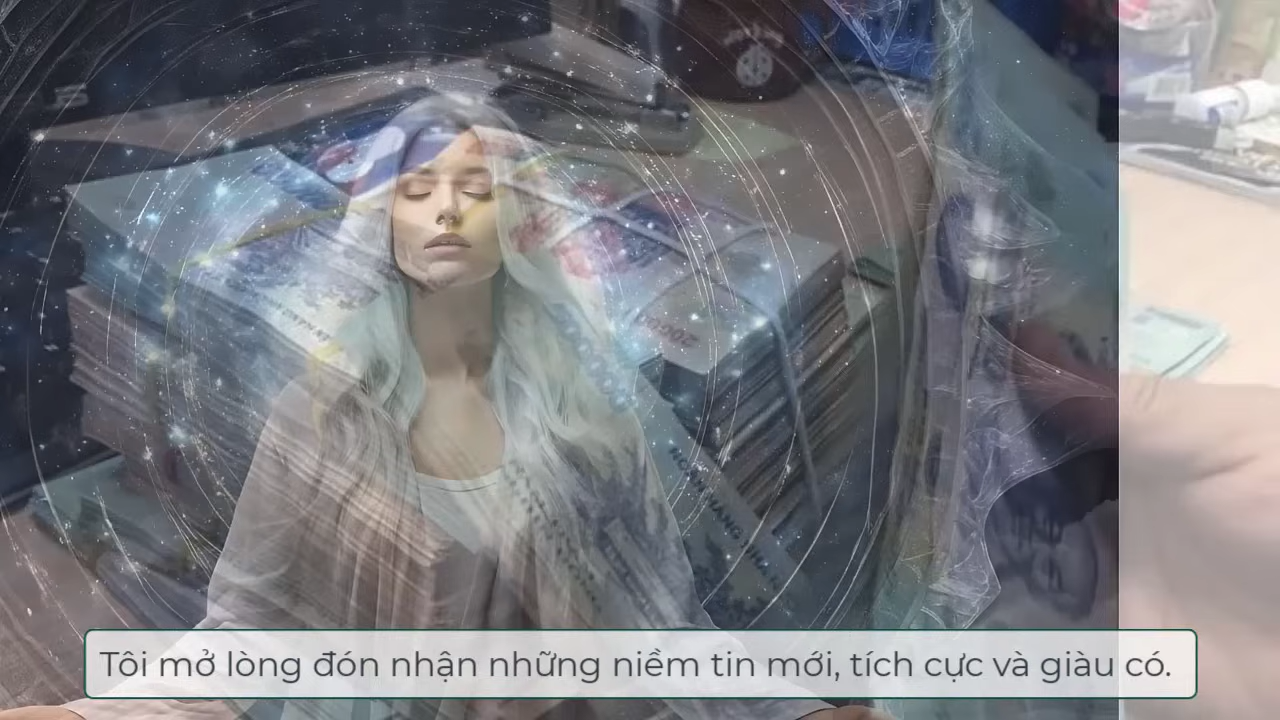 Tôi mở lòng đón nhận những niềm tin mới, tích cực và giàu có.